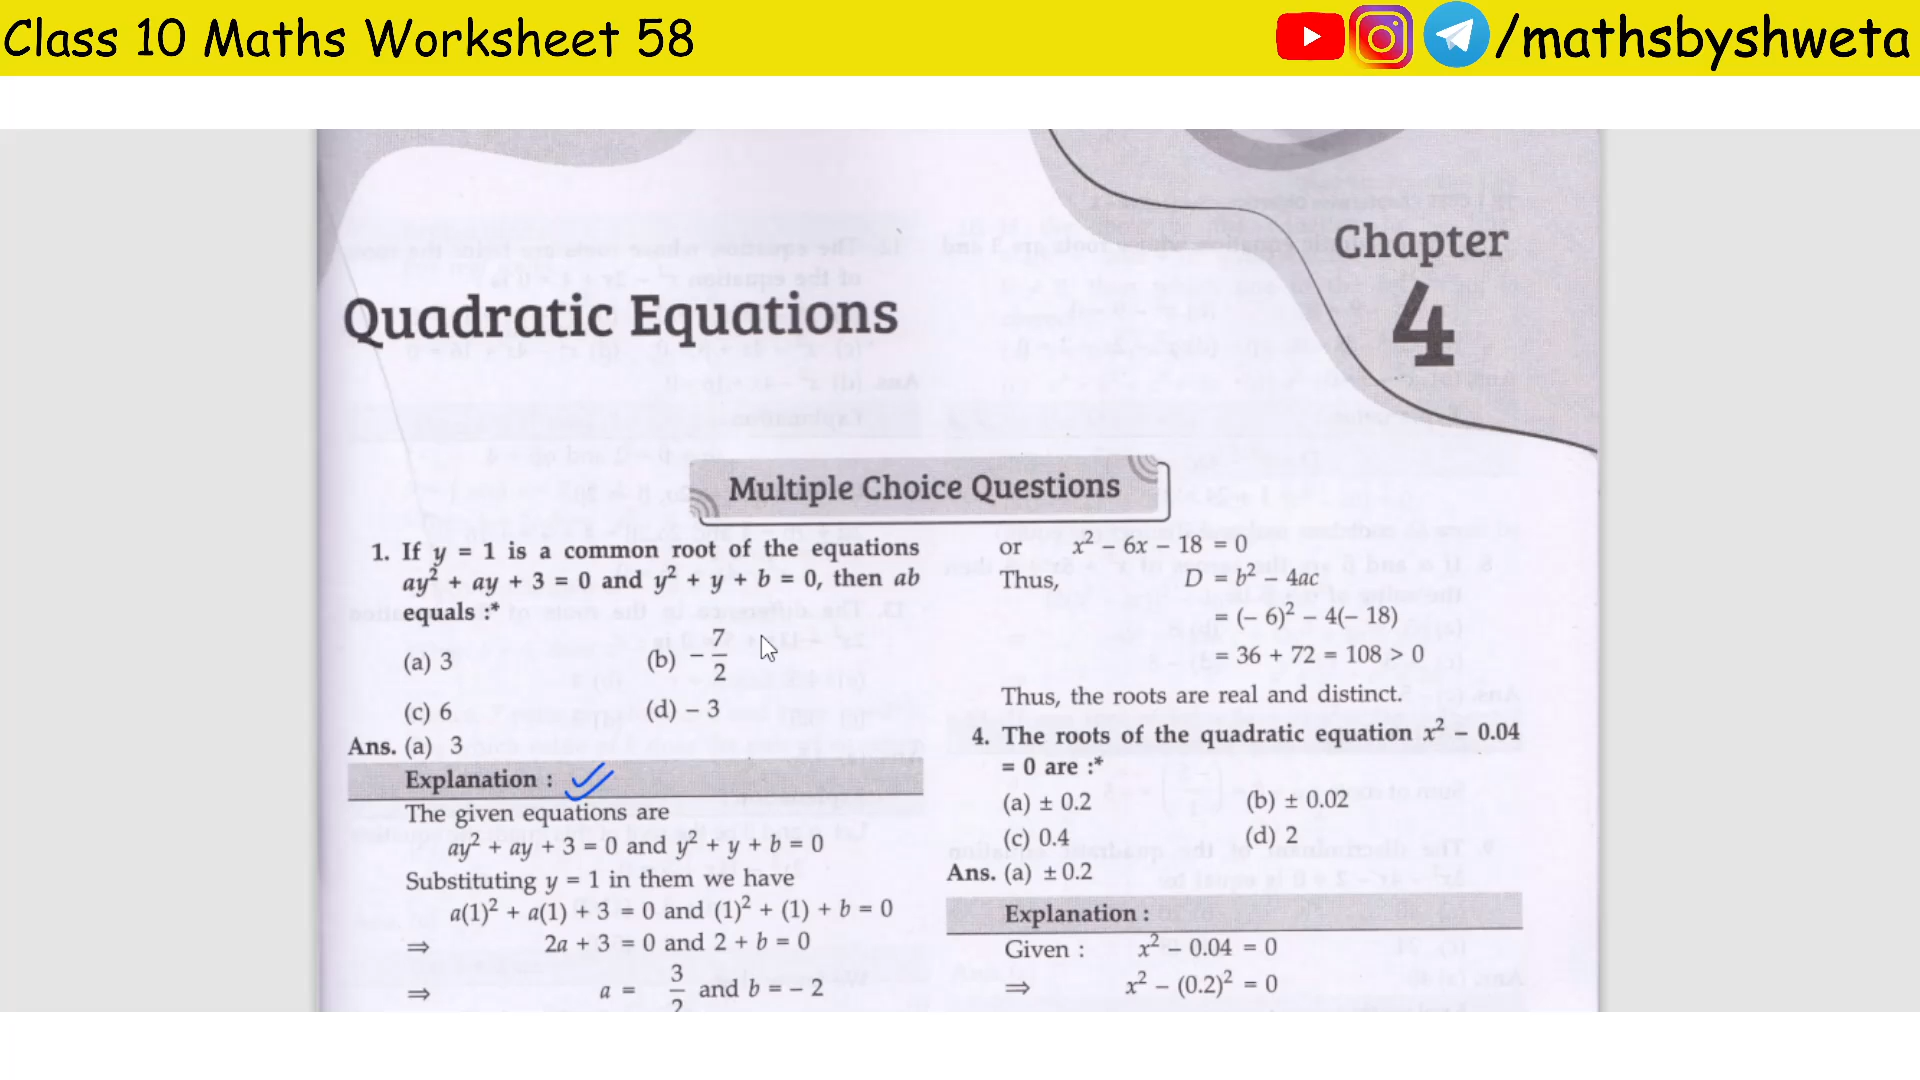 Class 10 Maths Worksheet 58
/mathsbyshweta
Chapter
4
Quadratic Equations
Multiple Choice Questions
1. If y = 1 is a common root of the equations
ay² + ay + 3 = 0 and y² + y + b = 0, then ab
equals :*
(a) 3 (b) − 7/2
(c) 6 (d) – 3
Ans. (a) 3
Explanation :
The given equations are
ay² + ay + 3 = 0 and y² + y + b = 0
Substituting y = 1 in them we have
a(1)² + a(1) + 3 = 0 and (1)² + (1) + b = 0
⇒ 2a + 3 = 0 and 2 + b = 0
⇒ a = 3/2 and b = – 2
or x² – 6x – 18 = 0
Thus, D = b² – 4ac
= (– 6)² – 4(– 18)
= 36 + 72 = 108 > 0
Thus, the roots are real and distinct.
4. The roots of the quadratic equation x² – 0.04
= 0 are :*
(a) ± 0.2 (b) ± 0.02
(c) 0.4 (d) 2
Ans. (a) ± 0.2
Explanation :
Given : x² – 0.04 = 0
⇒ x² – (0.2)² = 0